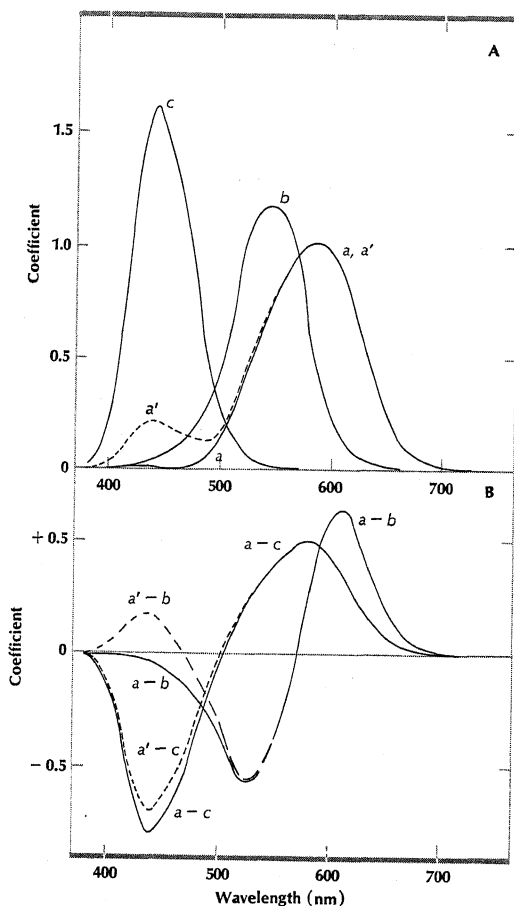 A
c
1.5
b
1.0
a, a'
Coefficient
0.5
a'
a
0
400 500 600 700
B
+ 0.5
a − b
a − c
a' − b
0
a − b
Coefficient
a' − c
− 0.5
a − c
400 500 600 700
Wavelength (nm)